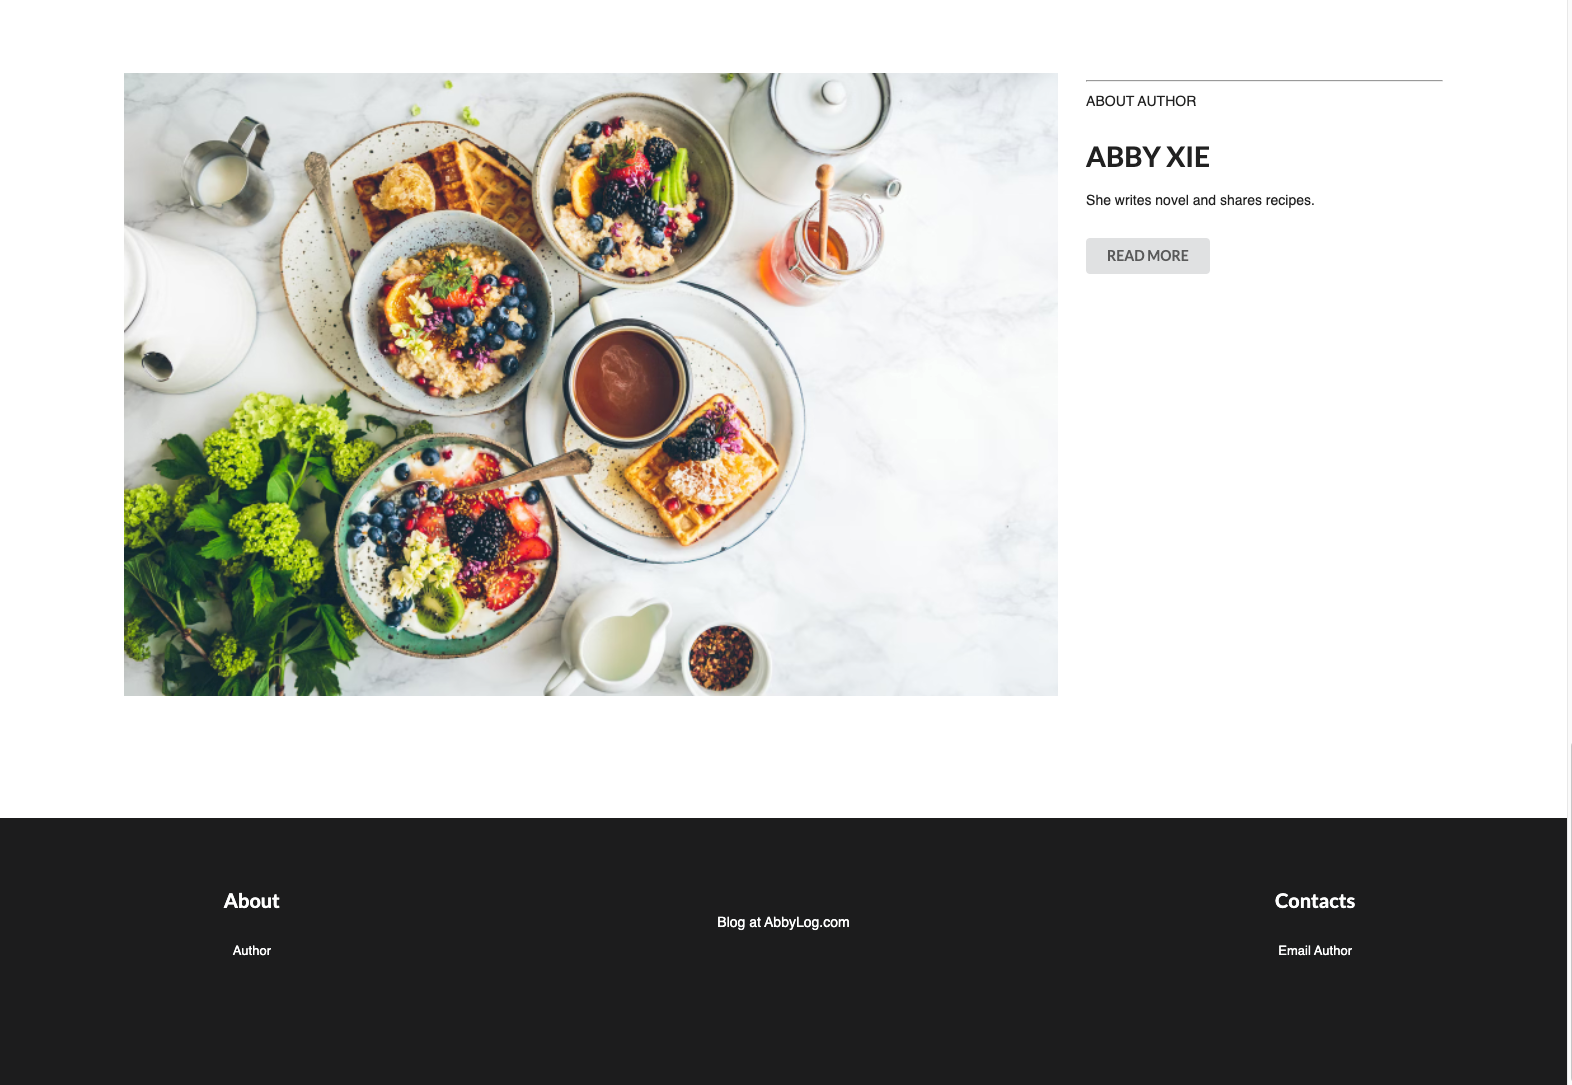 ABOUT AUTHOR
ABBY XIE
She writes novel and shares recipes.
READ MORE
About
Author
Blog at AbbyLog.com
Contacts
Email Author